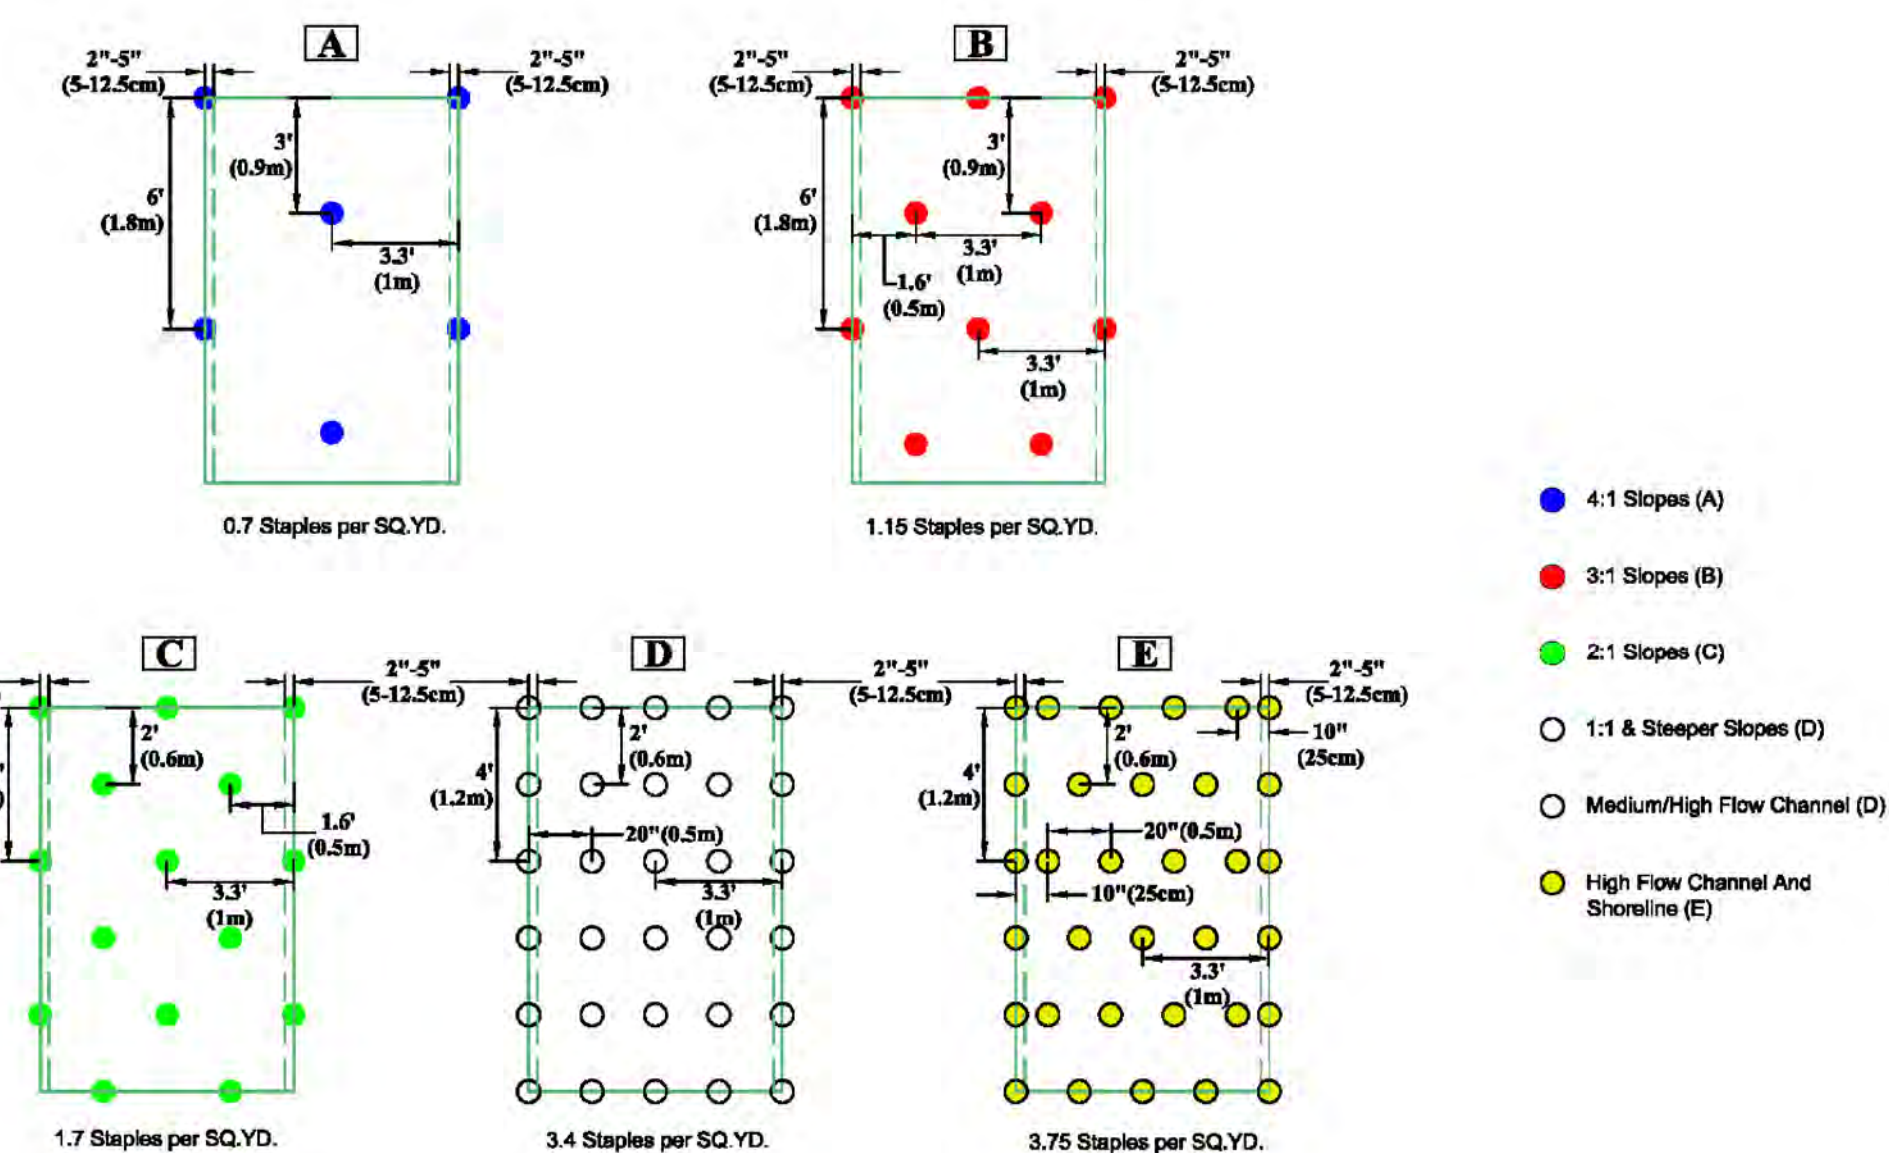 A
2"-5"
(5-12.5cm)
2"-5"
(5-12.5cm)
3'
(0.9m)
6'
(1.8m)
3.3'
(1m)
0.7 Staples per SQ.YD.
B
2"-5"
(5-12.5cm)
2"-5"
(5-12.5cm)
3'
(0.9m)
6'
(1.8m)
3.3'
(1m)
1.6'
(0.5m)
3.3'
(1m)
1.15 Staples per SQ.YD.
4:1 Slopes (A)
3:1 Slopes (B)
2:1 Slopes (C)
1:1 & Steeper Slopes (D)
Medium/High Flow Channel (D)
High Flow Channel And
Shoreline (E)
C
2'
(0.6m)
1.6'
(0.5m)
3.3'
(1m)
1.7 Staples per SQ.YD.
2"-5"
(5-12.5cm)
D
2'
(0.6m)
4'
(1.2m)
20"(0.5m)
3.3'
(1m)
3.4 Staples per SQ.YD.
2"-5"
(5-12.5cm)
E
2"-5"
(5-12.5cm)
2'
(0.6m)
10"
(25cm)
4'
(1.2m)
20"(0.5m)
10"(25cm)
3.3'
(1m)
3.75 Staples per SQ.YD.